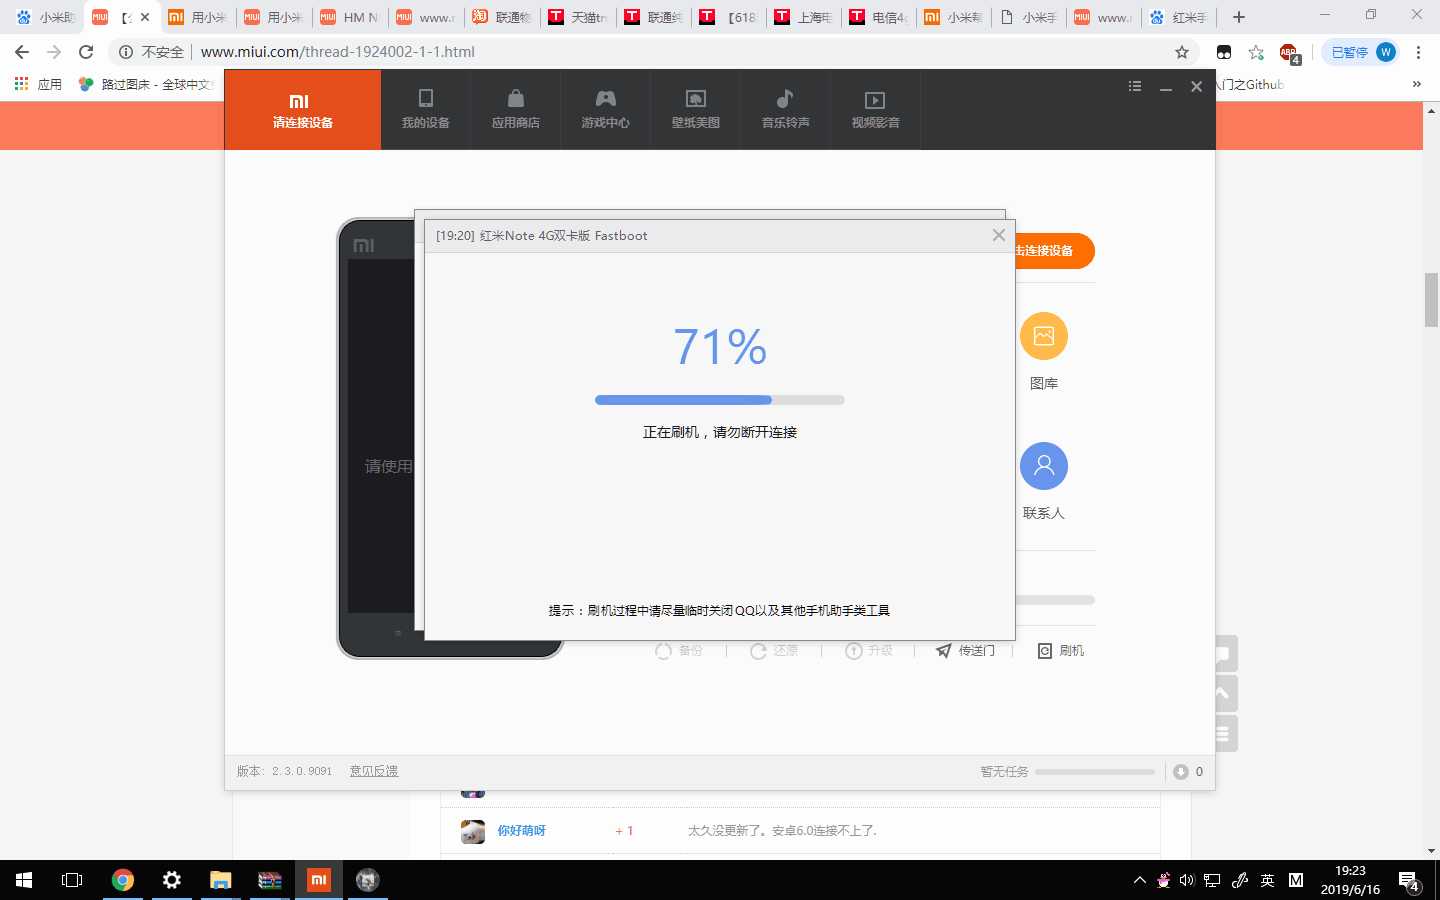 小米助
【公
用小米
用小米
HM N
www.r
联通物
天猫tm
联通纯
【618
上海电
电信4g
小米帮
小米手
www.r
红米手
不安全
www.miui.com/thread-1924002-1-1.html
ABP
4
已暂停
W
应用
路过图床 - 全球中文
入门之Github
»
请连接设备
我的设备
应用商店
游戏中心
壁纸美图
音乐铃声
视频影音
请使用
击连接设备
图库
联系人
[19:20] 红米Note 4G双卡版 Fastboot
71%
正在刷机，请勿断开连接
提示：刷机过程中请尽量临时关闭QQ以及其他手机助手类工具
备份
还原
升级
传送门
刷机
版本: 2.3.0.9091
意见反馈
暂无任务
0
你好萌呀
+ 1
太久没更新了。安卓6.0连接不上了.
英
M
19:23
2019/6/16
4